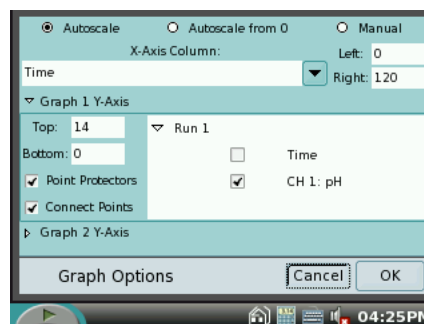 Autoscale Autoscale from 0 Manual
X-Axis Column: Left: 0
Time Right: 120
Graph 1 Y-Axis
Top: 14 Run 1
Bottom: 0 Time
Point Protectors CH 1: pH
Connect Points
Graph 2 Y-Axis
Graph Options Cancel OK
04:25PM